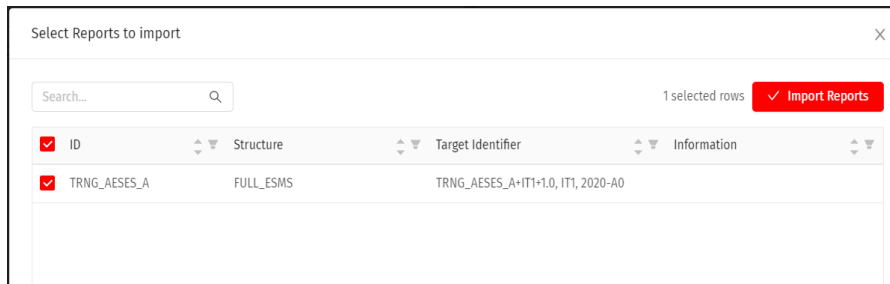 Select Reports to import
Search...
1 selected rows
Import Reports
ID Structure Target Identifier Information
TRNG_AESES_A FULL_ESMS TRNG_AESES_A+IT1+1.0, IT1, 2020-A0